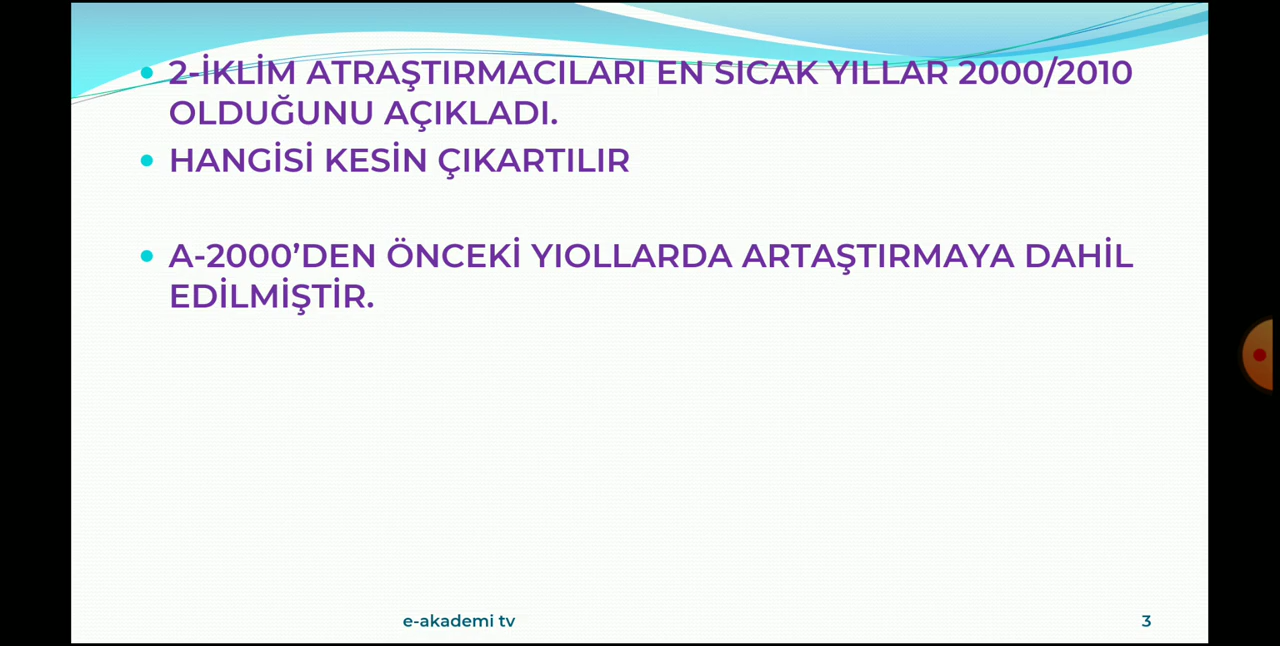 2-İKLİM ATRAŞTIRMACILARI EN SICAK YILLAR 2000/2010
OLDUĞUNU AÇIKLADI.
HANGİSİ KESİN ÇIKARTILIR
A-2000’DEN ÖNCEKİ YIOLLARDA ARTAŞTIRMAYA DAHİL
EDİLMİŞTİR.
e-akademi tv
3